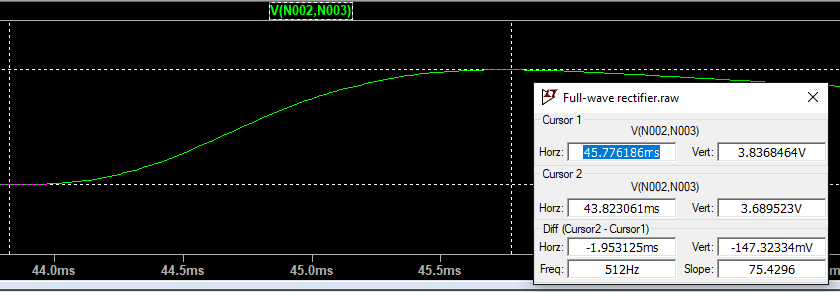 V(N002,N003)
Full-wave rectifier.raw
Cursor 1
V(N002,N003)
Horz: 45.776186ms Vert: 3.8368464V
Cursor 2
V(N002,N003)
Horz: 43.823061ms Vert: 3.689523V
Diff (Cursor2 - Cursor1)
Horz: -1.953125ms Vert: -147.32334mV
Freq: 512Hz Slope: 75.4296
44.0ms 44.5ms 45.0ms 45.5ms